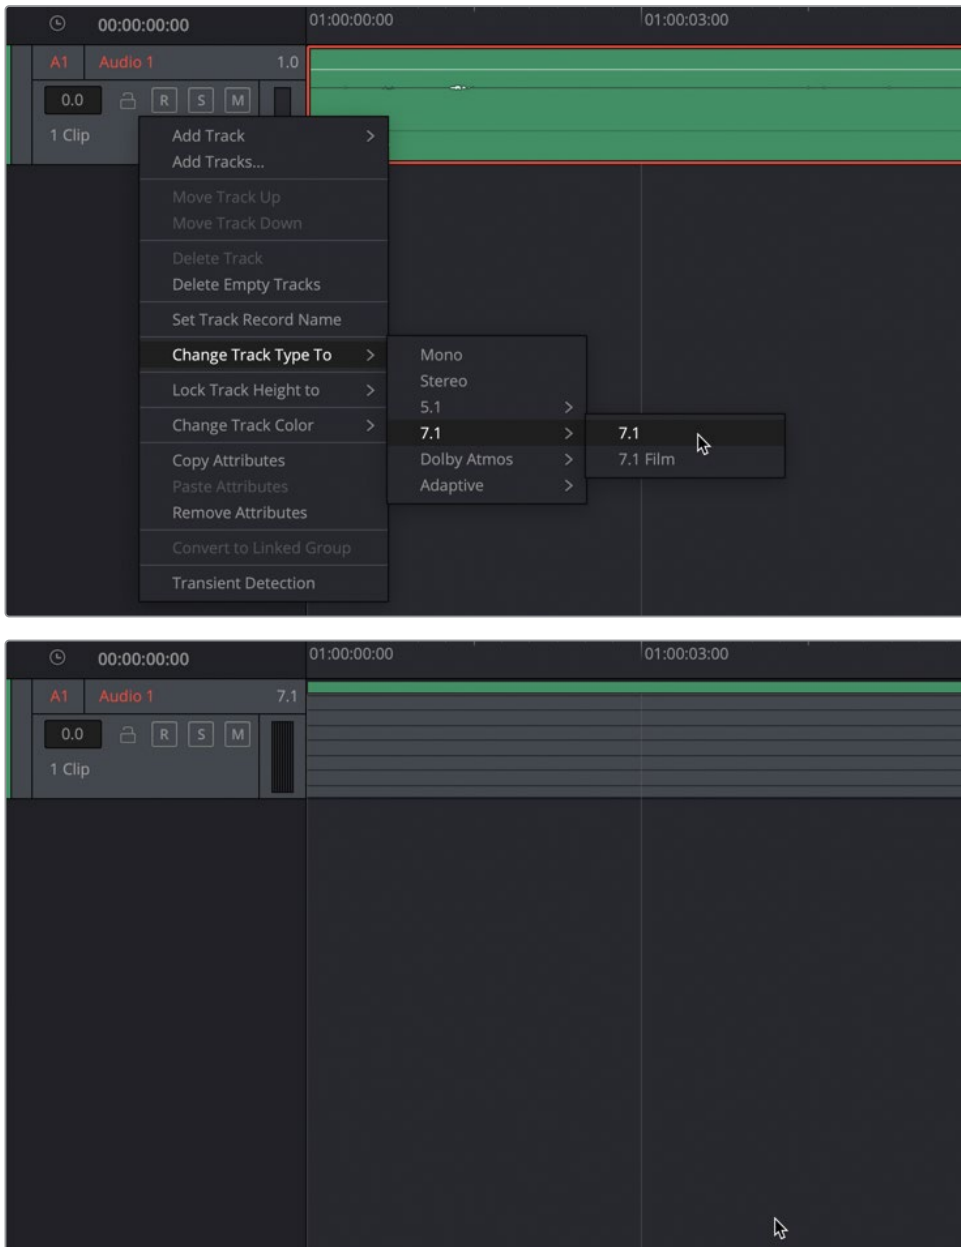 00:00:00:00 01:00:00:00 01:00:03:00
A1 Audio 1 1.0
0.0 R S M
1 Clip
Add Track
Add Tracks...
Move Track Up
Move Track Down
Delete Track
Delete Empty Tracks
Set Track Record Name
Change Track Type To
Lock Track Height to
Change Track Color
Copy Attributes
Paste Attributes
Remove Attributes
Convert to Linked Group
Transient Detection
Mono
Stereo
5.1
7.1
Dolby Atmos
Adaptive
7.1
7.1 Film
00:00:00:00 01:00:00:00 01:00:03:00
A1 Audio 1 7.1
0.0 R S M
1 Clip